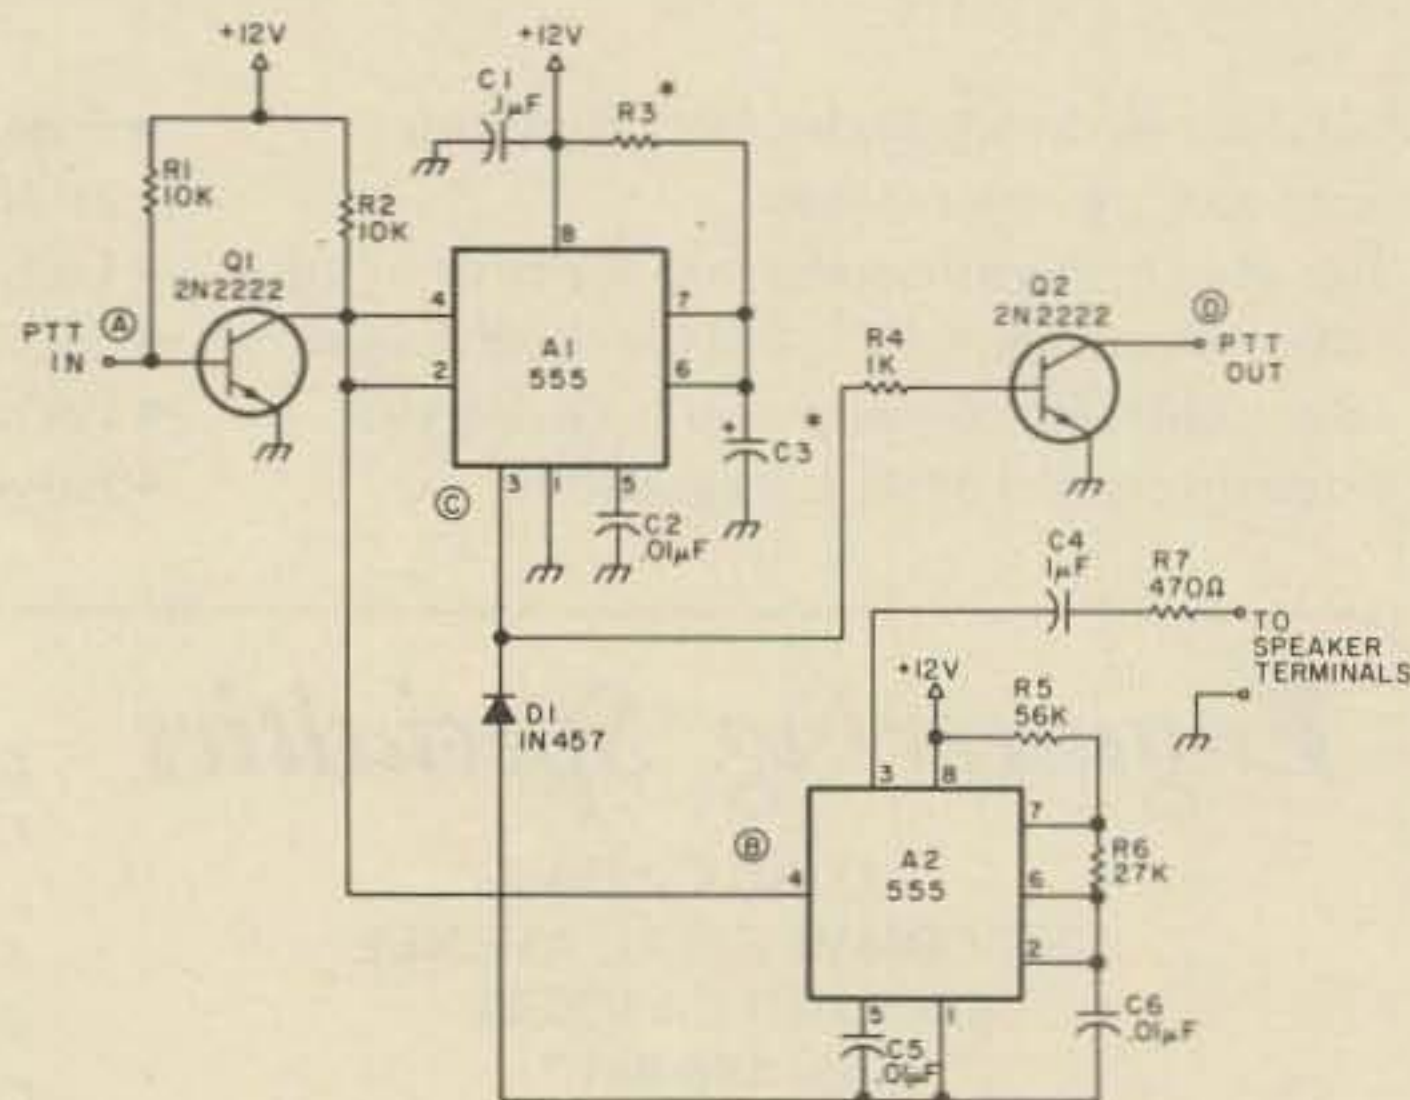 +12V
+12V
C1
.1µF
R3*
R1
10K
R2
10K
8
Q1
2N2222
PTT
IN
A
4
2
A1
555
7
6
R4
1K
Q2
2N2222
D
PTT
OUT
+
C3*
C
3
1
5
C2
.01µF
C4
1µF
R7
470Ω
TO
SPEAKER
TERMINALS
+12V
R5
56K
D1
1N457
3
8
B
4
A2
555
7
6
2
R6
27K
5
1
C5
.01µF
C6
.01µF